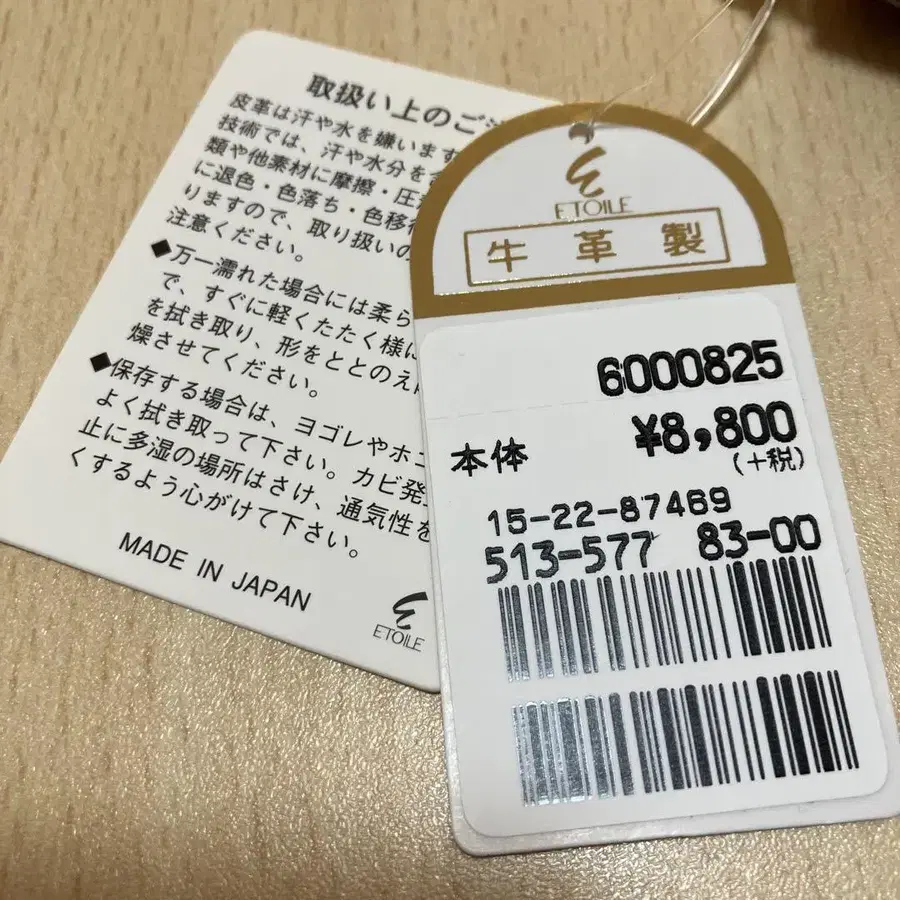 取扱い上のご
皮革は汗や水を嫌います
技術では、汗や水分を
類や他素材に摩擦・圧
に退色・色落ち・色移
りますので、取り扱いの
注意ください。
◆万一濡れた場合には柔ら
で、すぐに軽くたたく様に
を拭き取り、形をととのえ
燥させてください。
◆保存する場合は、ヨゴレやホコ
よく拭き取って下さい。カビ発
止に多湿の場所はさけ、通気性を
くするよう心がけて下さい。
MADE IN JAPAN
ETOILE
ETOILE
牛革製
6000825
本体 ¥8,800
(+税)
15-22-87469
513-577 83-00